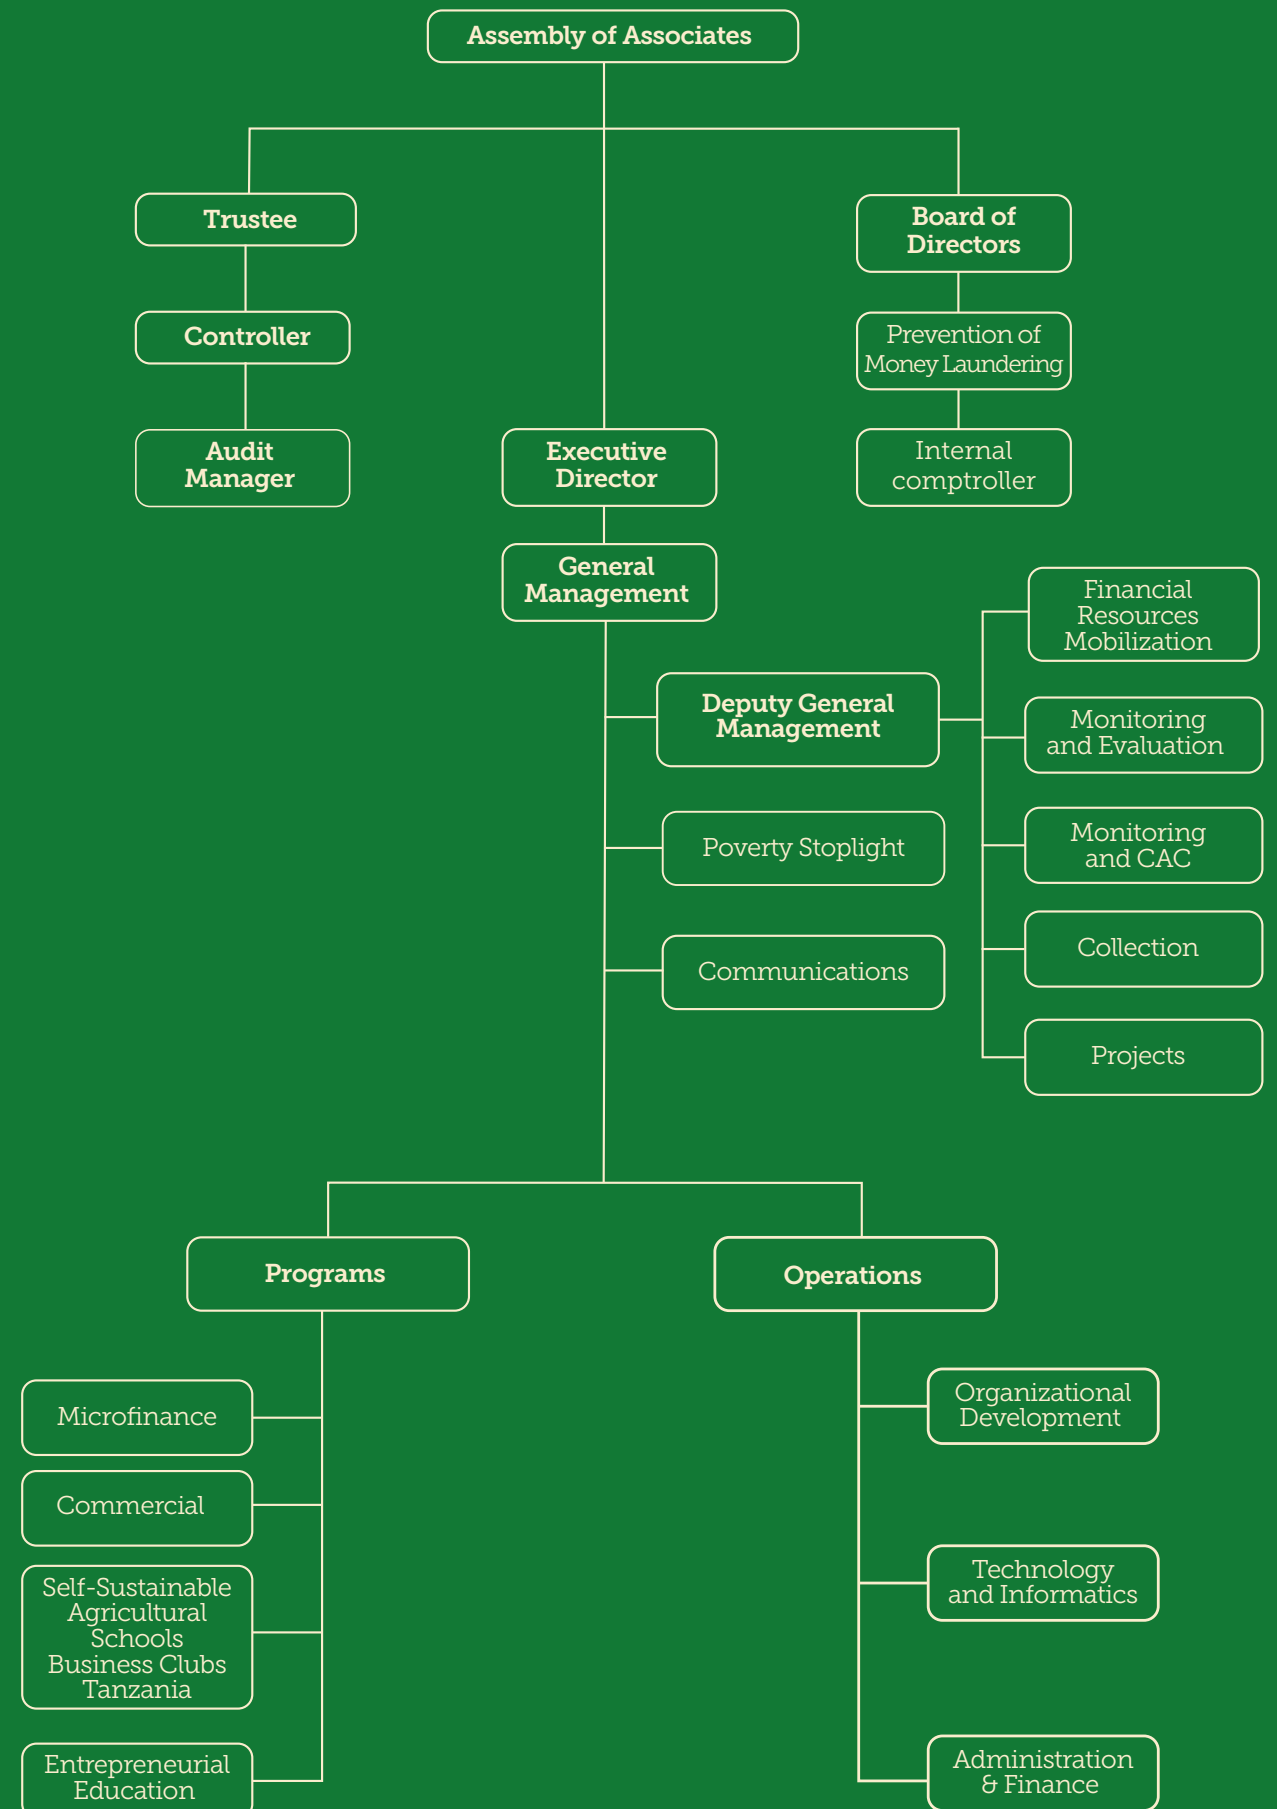 Assembly of Associates
Trustee
Board of
Directors
Controller
Prevention of
Money Laundering
Audit
Manager
Executive
Director
Internal
comptroller
General
Management
Financial
Resources
Mobilization
Deputy General
Management
Monitoring
and Evaluation
Poverty Stoplight
Monitoring
and CAC
Communications
Collection
Projects
Programs
Operations
Microfinance
Commercial
Self-Sustainable
Agricultural
Schools
Business Clubs
Tanzania
Entrepreneurial
Education
Organizational
Development
Technology
and Informatics
Administration
& Finance